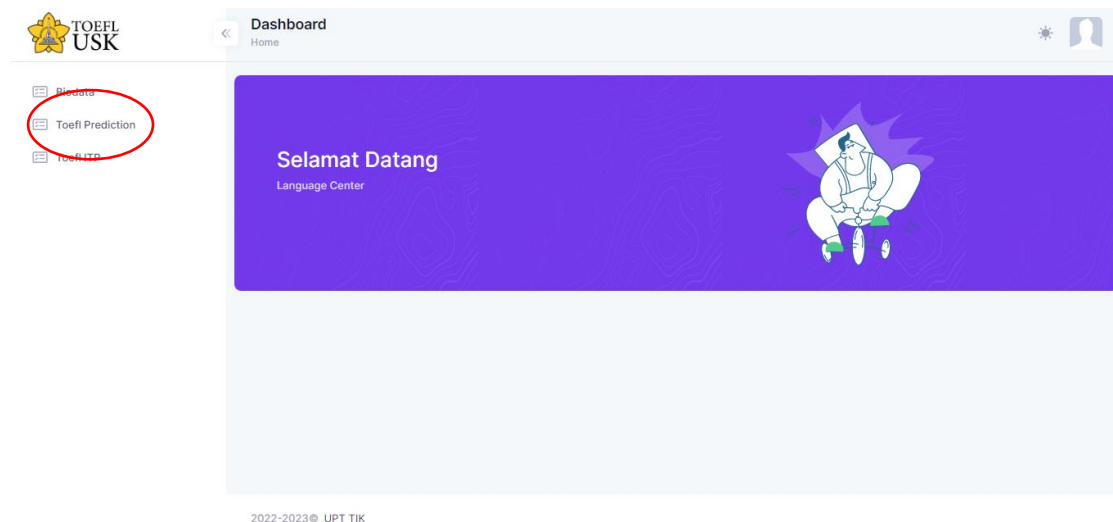 TOEFL
USK
Dashboard
Home
Biodata
Toefl Prediction
Toefl ITP
Selamat Datang
Language Center
2022-2023© UPT TIK